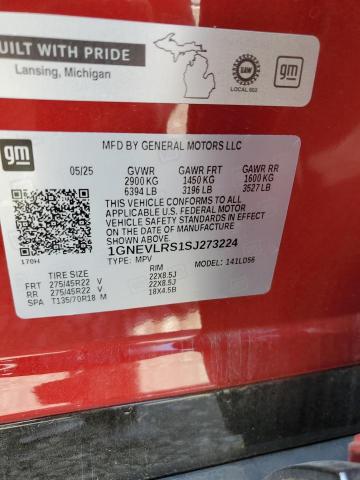 BUILT WITH PRIDE
Lansing, Michigan
UAW
LOCAL 602
gm
gm
MFD BY GENERAL MOTORS LLC
05/25 GVWR GAWR FRT GAWR RR
2900 KG 1450 KG 1600 KG
6394 LB 3196 LB 3527 LB
THIS VEHICLE CONFORMS TO ALL
APPLICABLE U.S. FEDERAL MOTOR
VEHICLE SAFETY AND BUMPER
STANDARDS IN EFFECT ON THE DATE OF
MANUFACTURE SHOWN ABOVE.
1GNEVLRS1SJ273224
170H TYPE: MPV MODEL: 141LD56
TIRE SIZE RIM
FRT 275/45R22 V 22X8.5J
RR 275/45R22 V 22X8.5J
SPA T135/70R18 M 18X4.5B